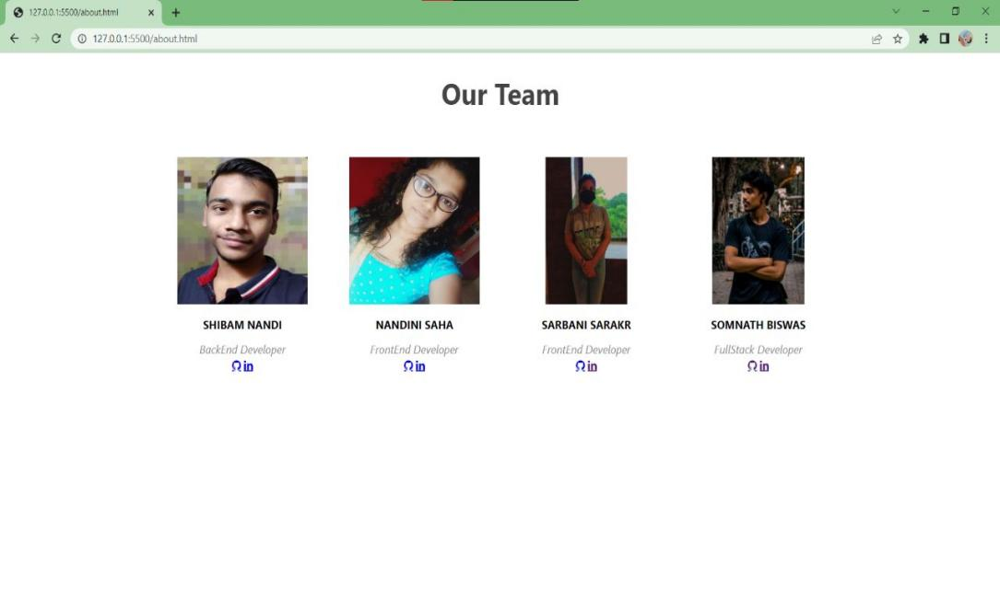 127.0.0.1:5500/about.html
127.0.0.1:5500/about.html
Our Team
SHIBAM NANDI NANDINI SAHA SARBANI SARAKR SOMNATH BISWAS
BackEnd Developer FrontEnd Developer FrontEnd Developer FullStack Developer
in in in in